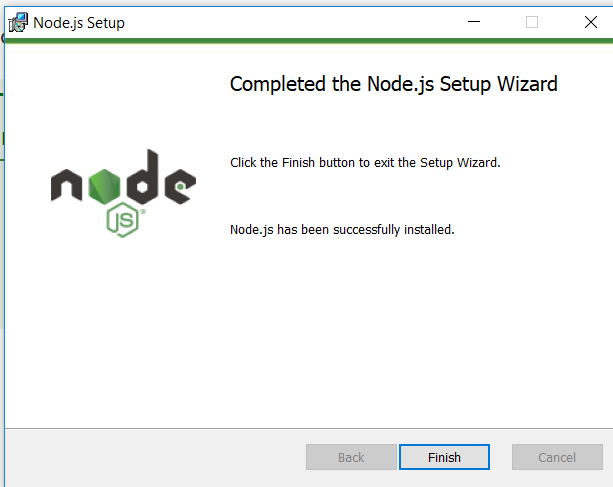 Node.js Setup
Completed the Node.js Setup Wizard
Click the Finish button to exit the Setup Wizard.
node
JS®
Node.js has been successfully installed.
Back Finish Cancel